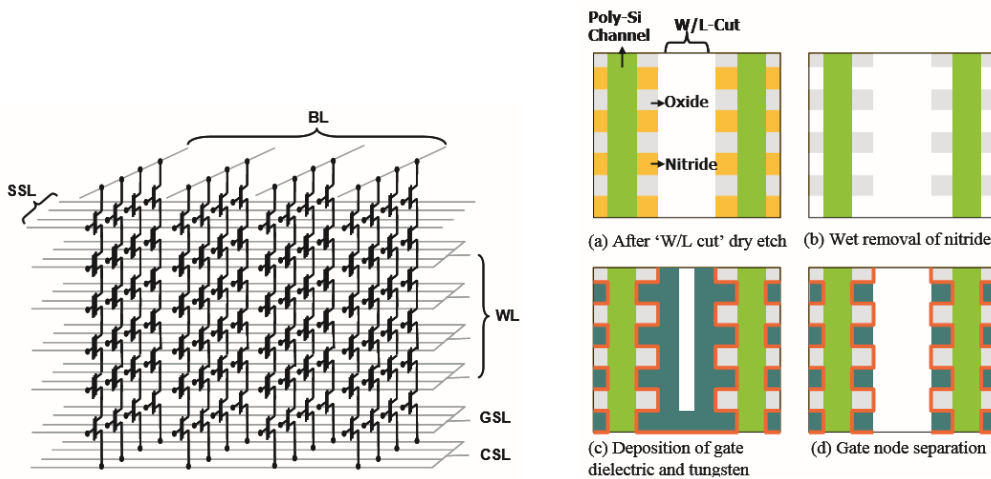 BL
SSL
WL
GSL
CSL
Poly-Si
Channel
W/L-Cut
Oxide
Nitride
(a) After ‘W/L cut’ dry etch
(b) Wet removal of nitride
(c) Deposition of gate
dielectric and tungsten
(d) Gate node separation